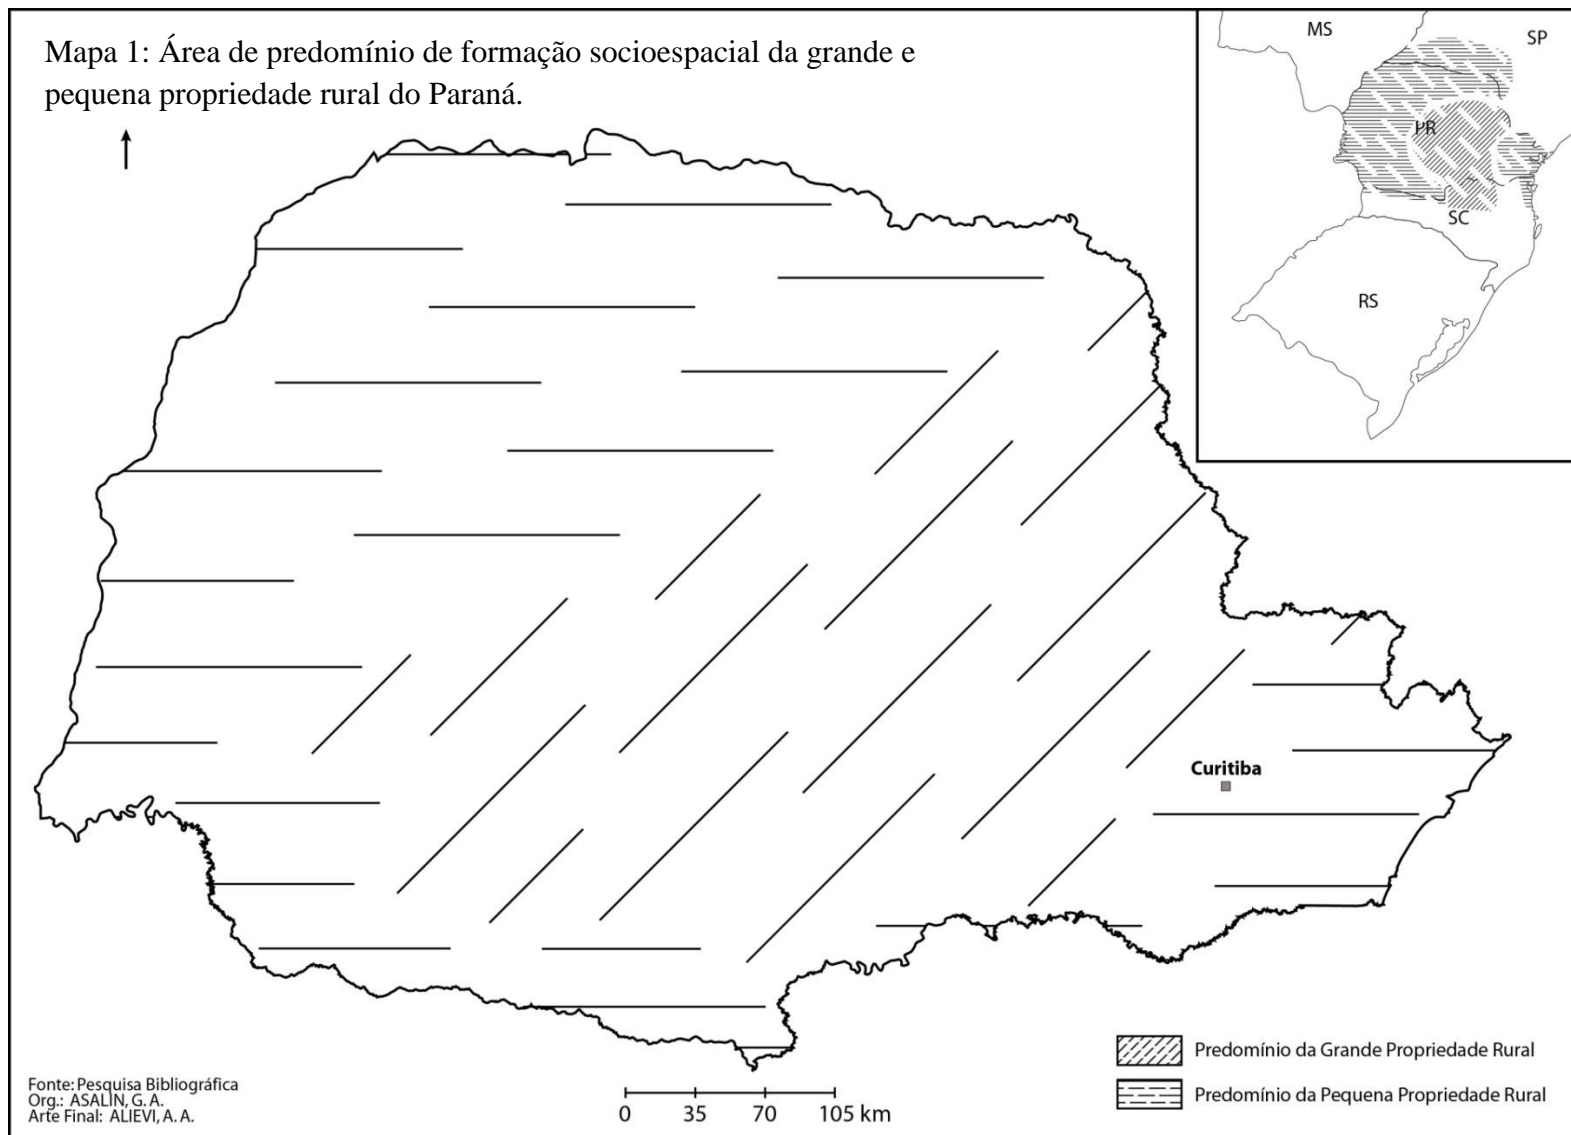 Mapa 1: Área de predomínio de formação socioespacial da grande e
pequena propriedade rural do Paraná.
MS
SP
PR
SC
RS
Curitiba
Predomínio da Grande Propriedade Rural
Predomínio da Pequena Propriedade Rural
Fonte: Pesquisa Bibliográfica
Org.: ASALIN, G. A.
Arte Final: ALIEVI, A. A.
0 35 70 105 km